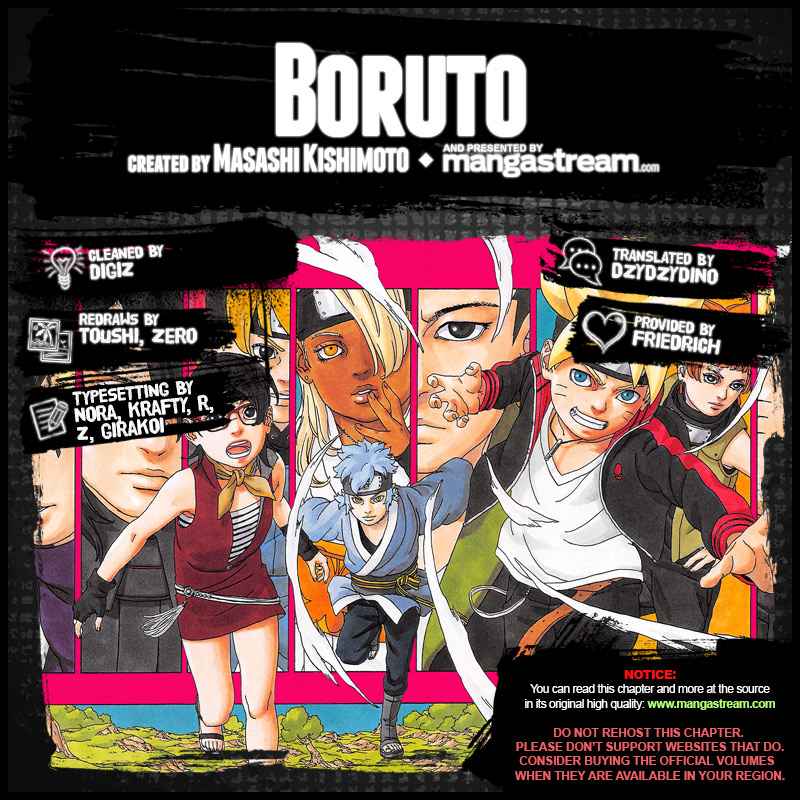 BORUTO
CREATED BY MASASHI KISHIMOTO ◆ AND PRESENTED BY mangastream.com
CLEANED BY
DIGIZ
REDRAWS BY
TOUSHI, ZERO
TYPESETTING BY
NORA, KRAFTY, R,
Z, GIRAKOI
TRANSLATED BY
DZYDZYDINO
PROVIDED BY
FRIEDRICH
NOTICE:
You can read this chapter and more at the source
in its original high quality: www.mangastream.com
DO NOT REHOST THIS CHAPTER.
PLEASE DON'T SUPPORT WEBSITES THAT DO.
CONSIDER BUYING THE OFFICIAL VOLUMES
WHEN THEY ARE AVAILABLE IN YOUR REGION.